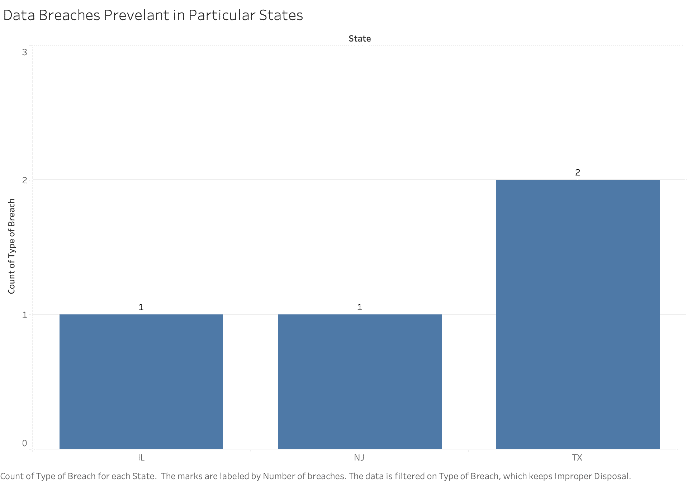 Data Breaches Prevelant in Particular States
State
3
2
1
0
Count of Type of Breach
1
1
2
IL
NJ
TX
Count of Type of Breach for each State. The marks are labeled by Number of breaches. The data is filtered on Type of Breach, which keeps Improper Disposal.